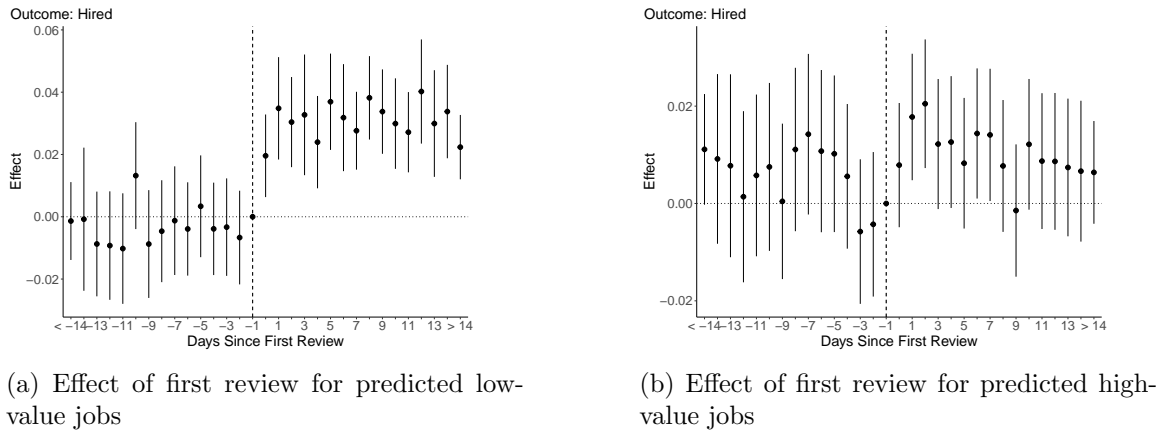 Outcome: Hired
0.06
0.04
0.02
0.00
−0.02
Effect
< −14 −13 −11 −9 −7 −5 −3 −1 1 3 5 7 9 11 13 > 14
Days Since First Review
(a) Effect of first review for predicted low-
value jobs
Outcome: Hired
0.02
0.00
−0.02
Effect
< −14 −13 −11 −9 −7 −5 −3 −1 1 3 5 7 9 11 13 > 14
Days Since First Review
(b) Effect of first review for predicted high-
value jobs